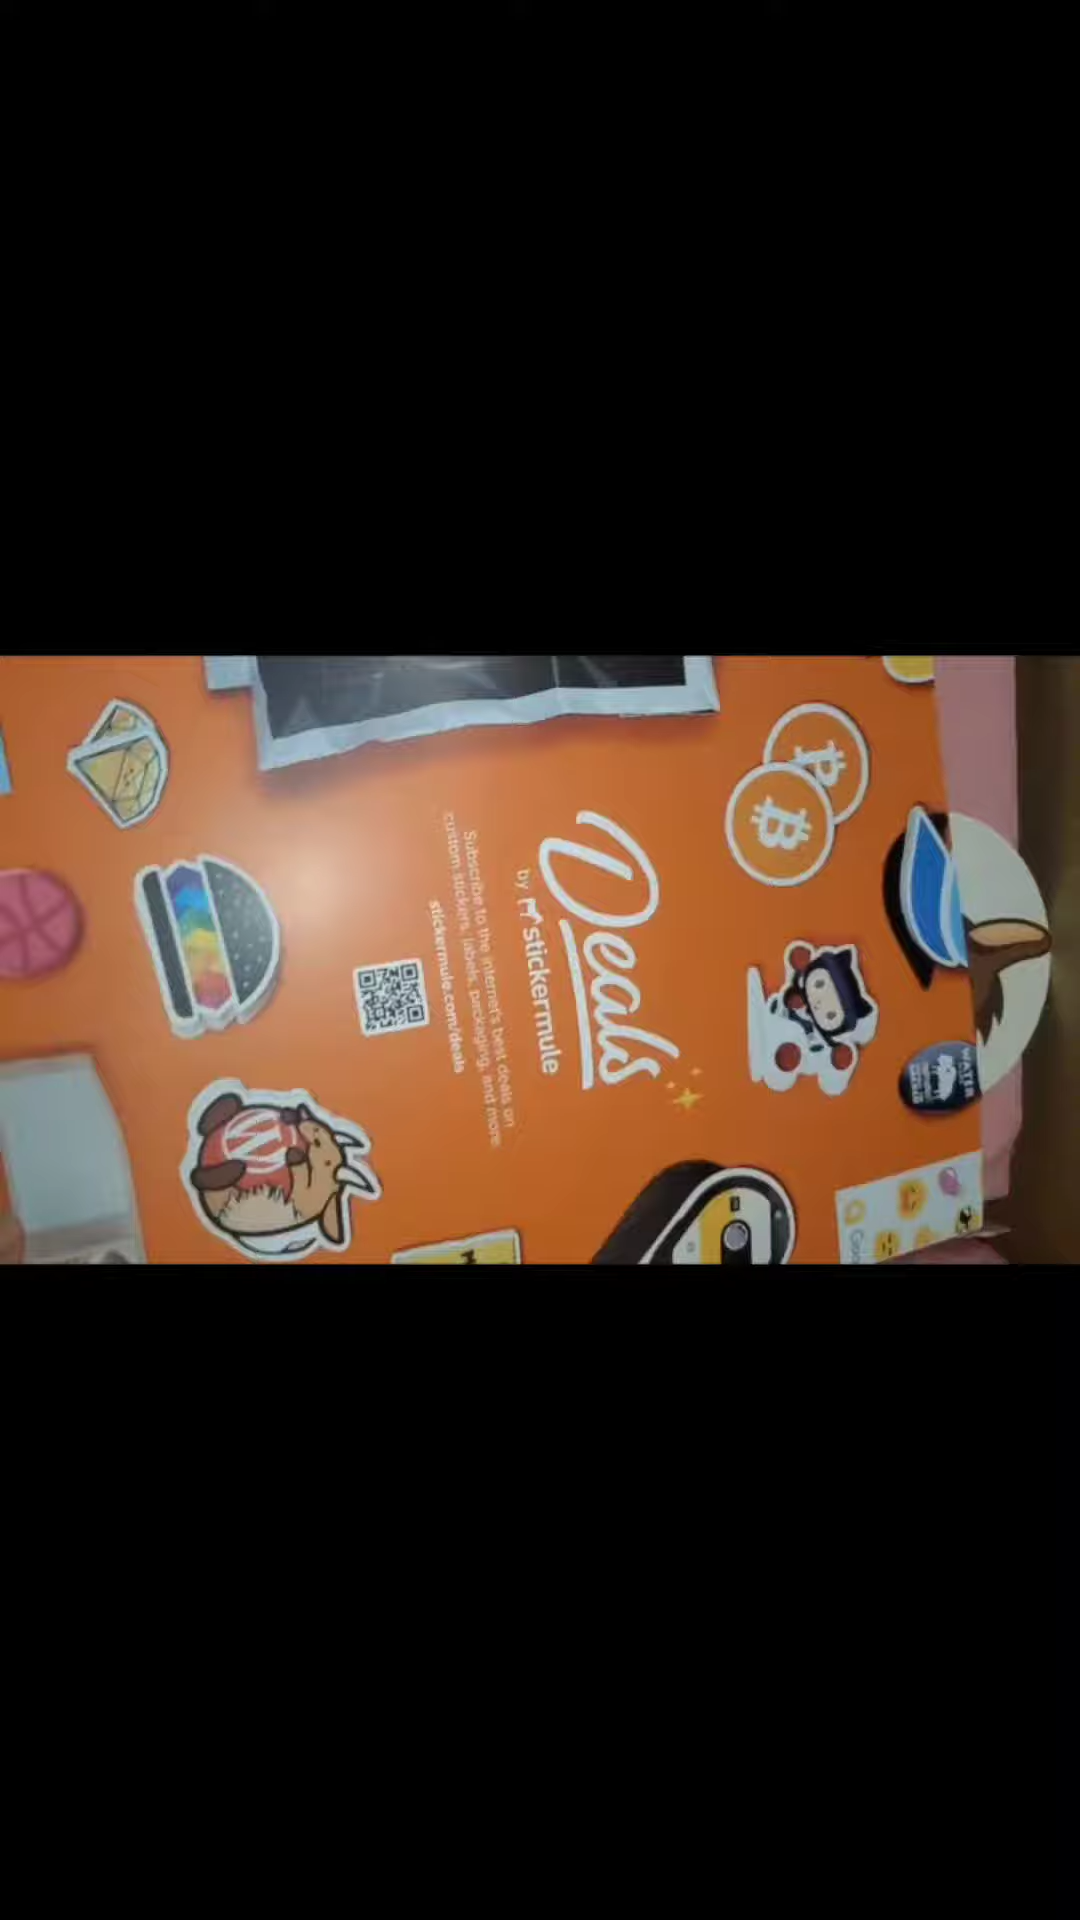 Deals
by stickermule
Subscribe to the internet's best deals on
custom stickers, labels, packaging, and more.
stickermule.com/deals
B
B
W
WATER